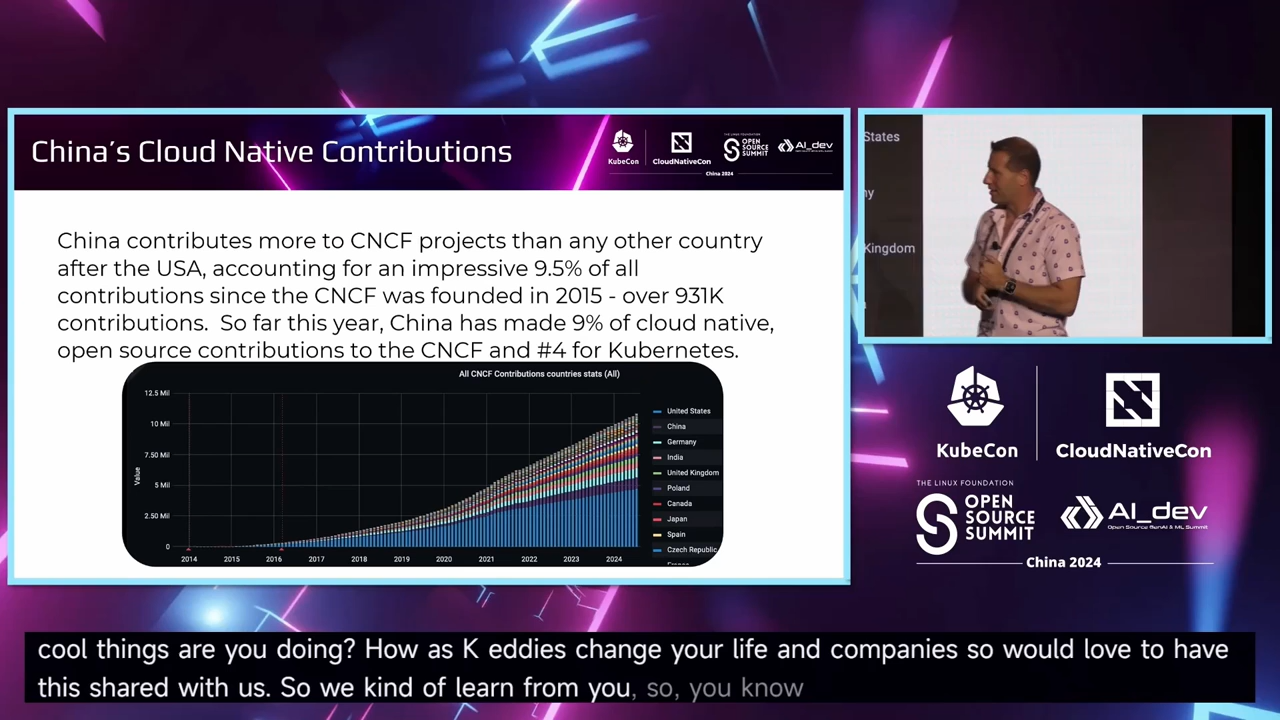 China's Cloud Native Contributions
KubeCon
CloudNativeCon
THE LINUX FOUNDATION
OPEN
SOURCE
SUMMIT
AI_dev
China 2024
China contributes more to CNCF projects than any other country
after the USA, accounting for an impressive 9.5% of all
contributions since the CNCF was founded in 2015 - over 931K
contributions. So far this year, China has made 9% of cloud native,
open source contributions to the CNCF and #4 for Kubernetes.
All CNCF Contributions countries stats (All)
12.5 Mil
10 Mil
7.50 Mil
5 Mil
2.50 Mil
0
Value
2014 2015 2016 2017 2018 2019 2020 2021 2022 2023 2024
United States
China
Germany
India
United Kingdom
Poland
Canada
Japan
Spain
Czech Republic
States
ny
Kingdom
KubeCon
CloudNativeCon
THE LINUX FOUNDATION
OPEN
SOURCE
SUMMIT
AI_dev
Open Source GenAI & ML Summit
China 2024
cool things are you doing? How as K eddies change your life and companies so would love to have
this shared with us. So we kind of learn from you, so, you know